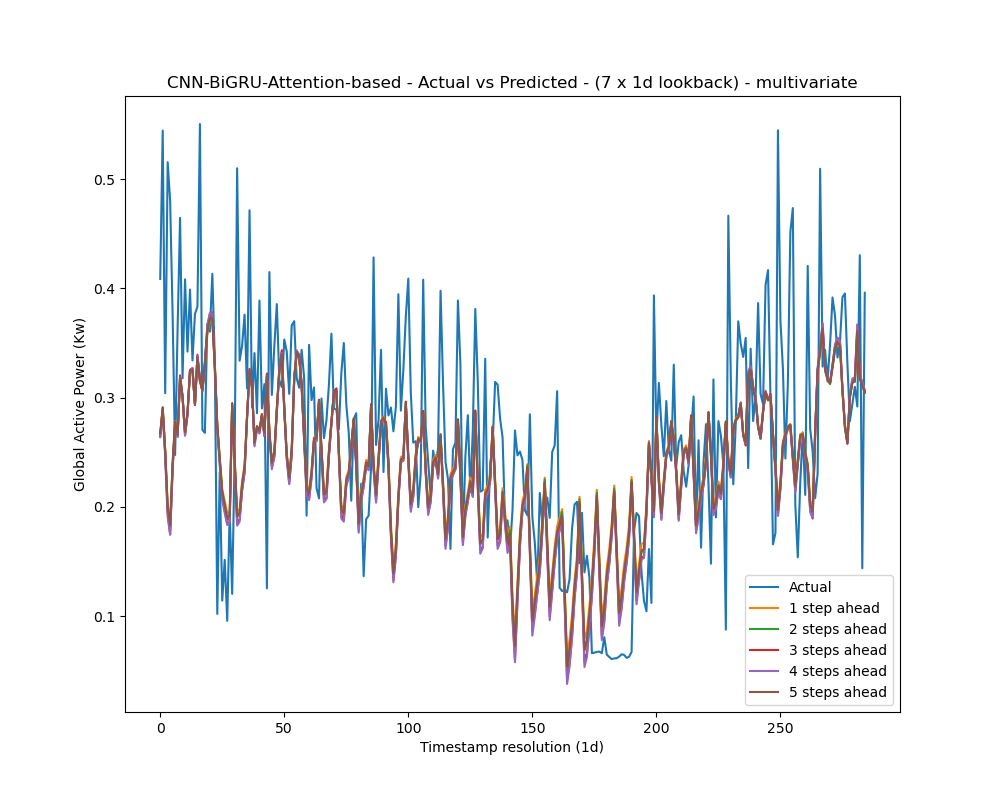 CNN-BiGRU-Attention-based - Actual vs Predicted - (7 x 1d lookback) - multivariate
Global Active Power (Kw)
0.5
0.4
0.3
0.2
0.1
0 50 100 150 200 250
Timestamp resolution (1d)
Actual
1 step ahead
2 steps ahead
3 steps ahead
4 steps ahead
5 steps ahead